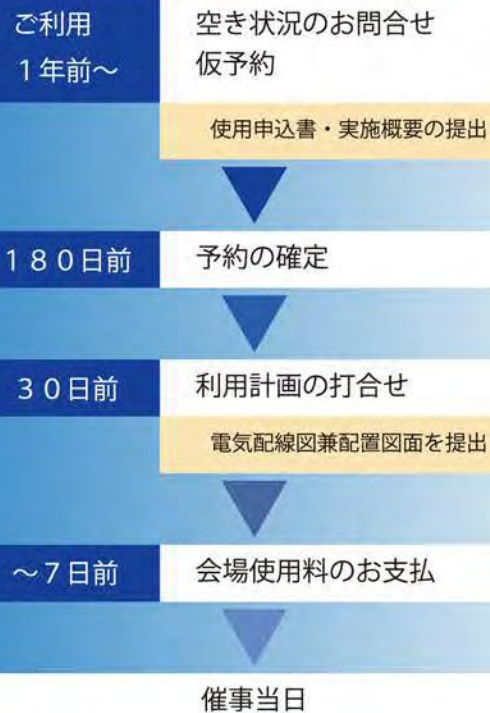 ご利用
1年前～
空き状況のお問合せ
仮予約
使用申込書・実施概要の提出
180日前
予約の確定
30日前
利用計画の打合せ
電気配線図兼配置図面を提出
～7日前
会場使用料のお支払
催事当日